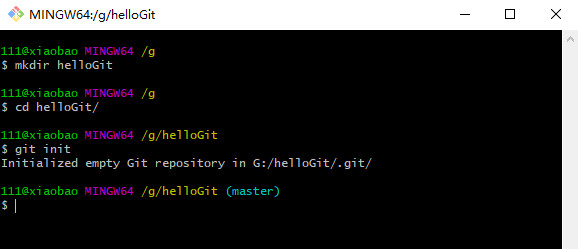 MINGW64:/g/helloGit
111@xiaobao MINGW64 /g
$ mkdir helloGit
111@xiaobao MINGW64 /g
$ cd helloGit/
111@xiaobao MINGW64 /g/helloGit
$ git init
Initialized empty Git repository in G:/helloGit/.git/
111@xiaobao MINGW64 /g/helloGit (master)
$